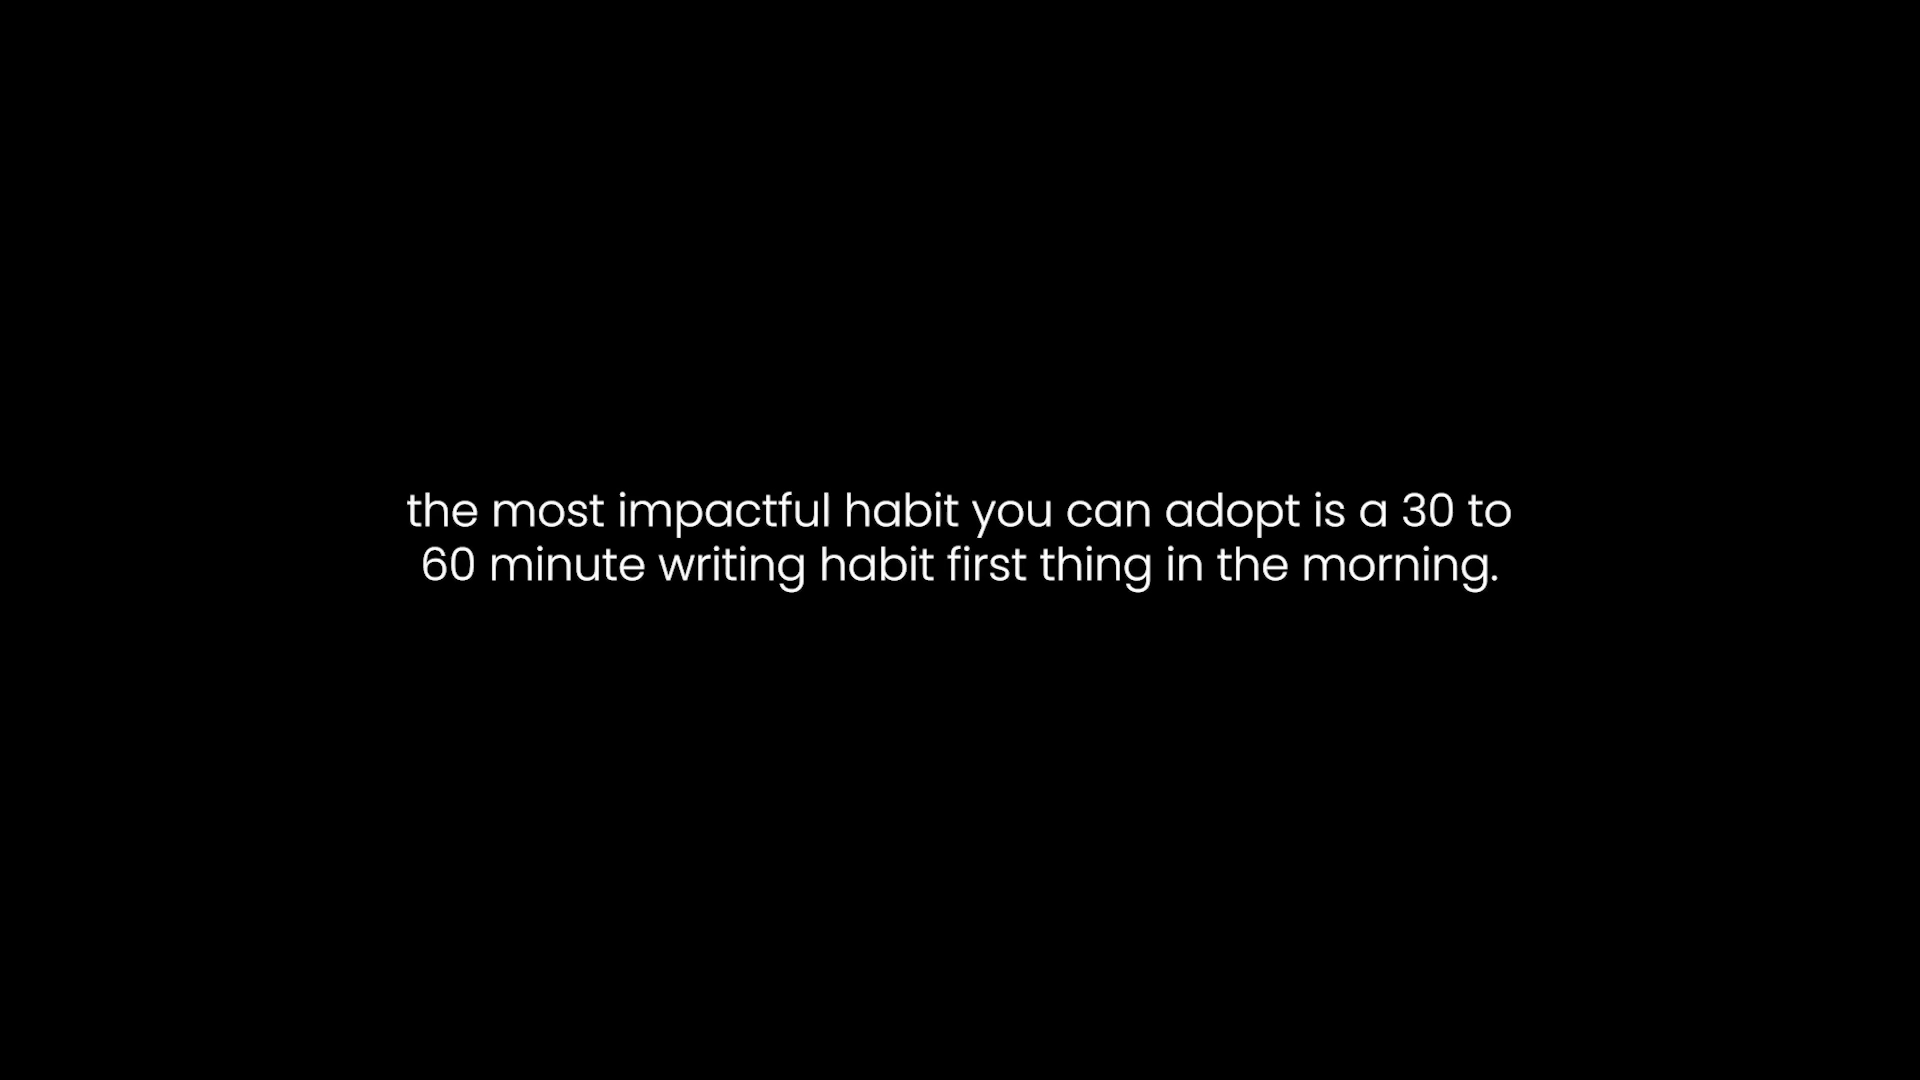 the most impactful habit you can adopt is a 30 to
60 minute writing habit first thing in the morning.